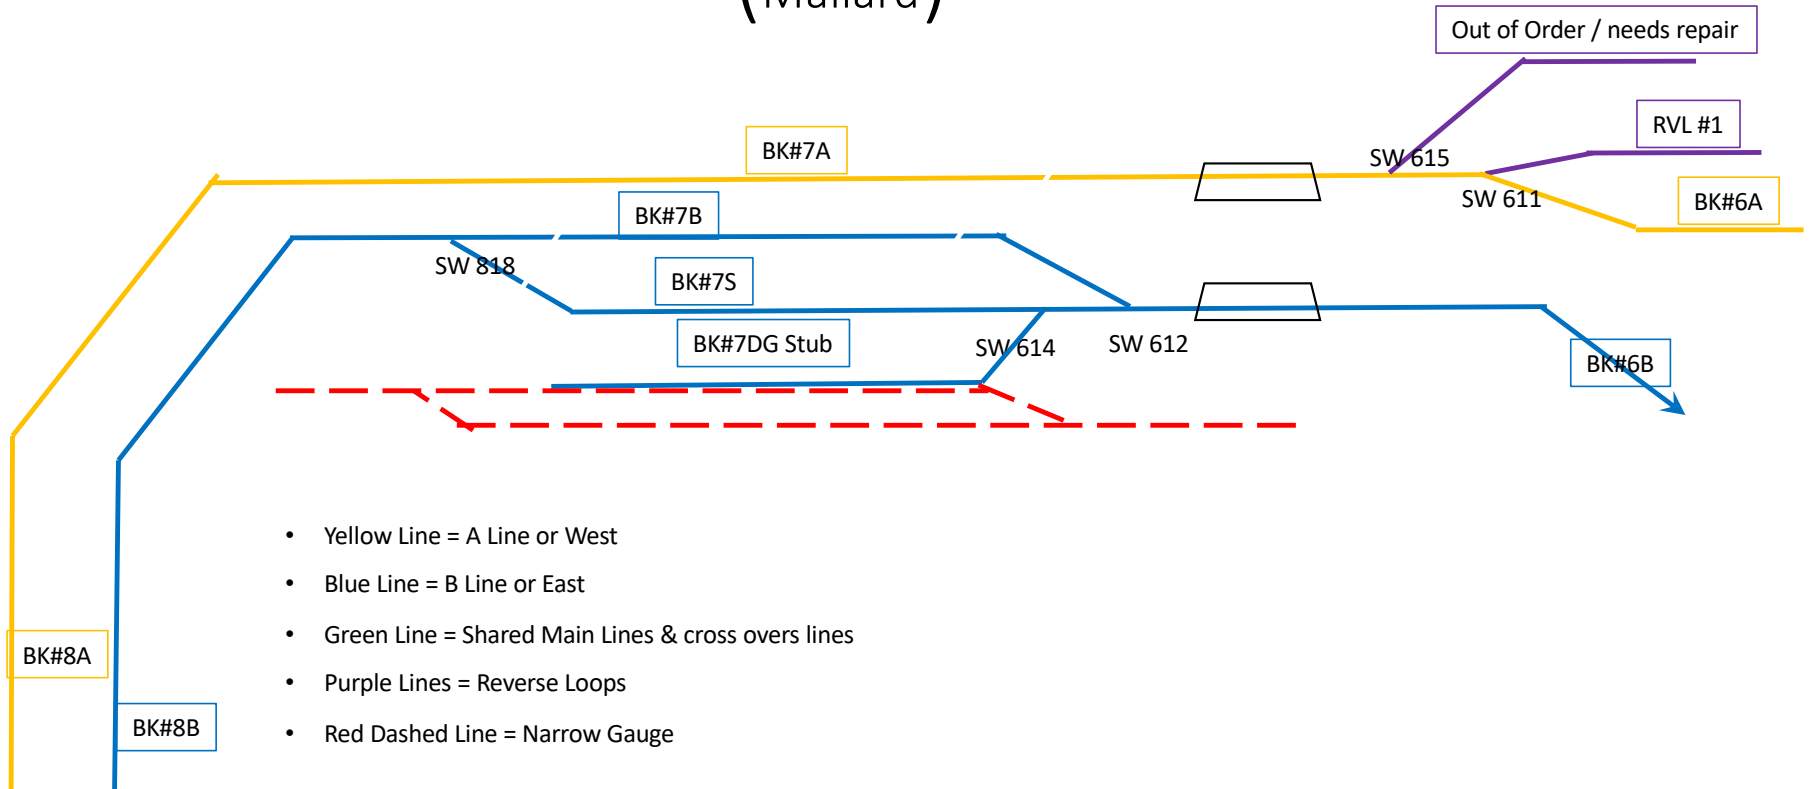 (Mallard)
Out of Order / needs repair
RVL #1
BK#7A
SW 615
SW 611
BK#6A
BK#7B
SW 818
BK#7S
BK#7DG Stub
SW 614
SW 612
BK#6B
• Yellow Line = A Line or West
• Blue Line = B Line or East
• Green Line = Shared Main Lines & cross overs lines
• Purple Lines = Reverse Loops
• Red Dashed Line = Narrow Gauge
BK#8A
BK#8B